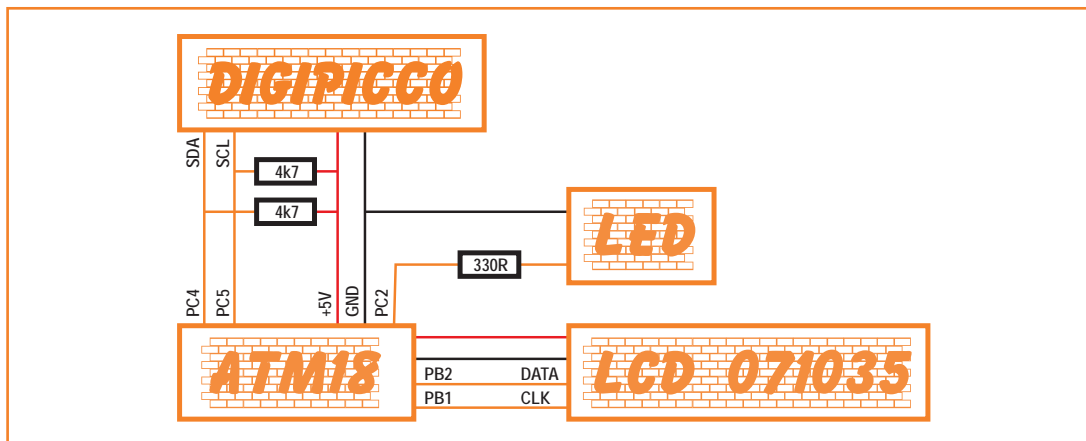 DIGIPICCO
SDA
SCL
4k7
4k7
LED
330R
PC4
PC5
+5V
GND
PC2
ATM18
PB2
DATA
PB1
CLK
LCD 071035